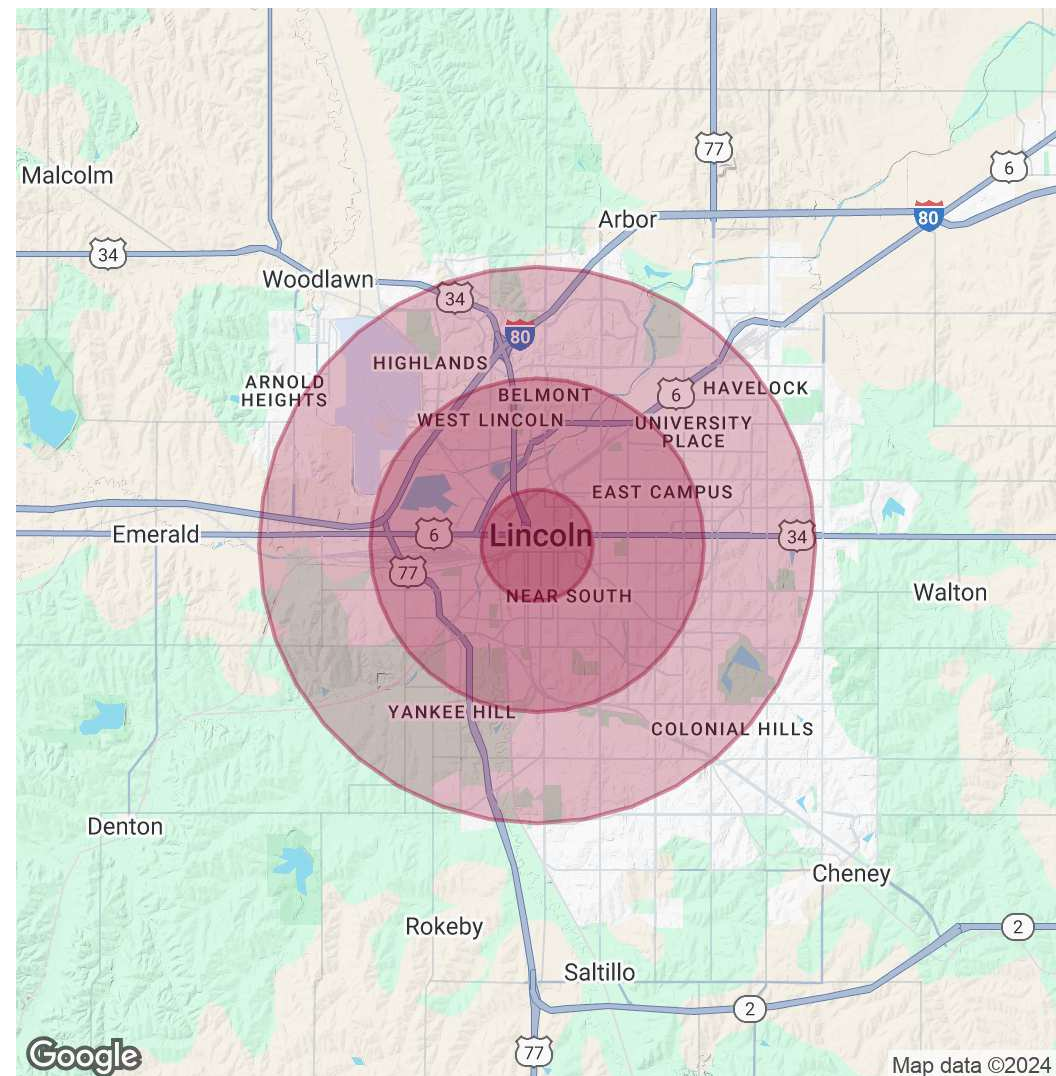 77
6
Malcolm
Arbor
80
34
Woodlawn
34
80
HIGHLANDS
ARNOLD
HEIGHTS
BELMONT
6
HAVELOCK
WEST LINCOLN
UNIVERSITY
PLACE
EAST CAMPUS
Emerald
6
Lincoln
34
77
NEAR SOUTH
Walton
YANKEE HILL
COLONIAL HILLS
Denton
Cheney
Rokeby
2
Saltillo
2
77
Google
Map data ©2024